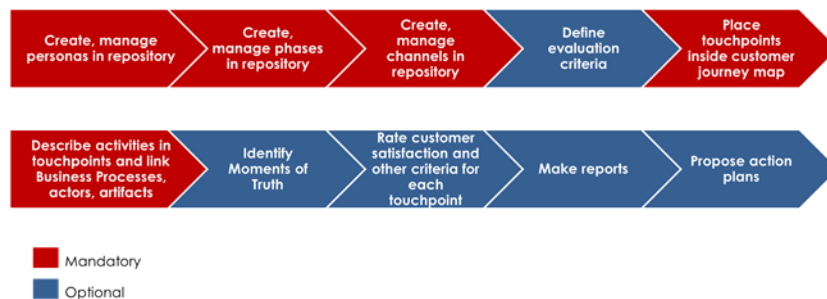 Create, manage
personas in repository
Create,
manage phases
in repository
Create,
manage
channels in
repository
Define
evaluation
criteria
Place
touchpoints
inside customer
journey map
Describe activities in
touchpoints and link
Business Processes,
actors, artifacts
Identify
Moments of
Truth
Rate customer
satisfaction and
other criteria for
each
touchpoint
Make reports
Propose action
plans
Mandatory
Optional